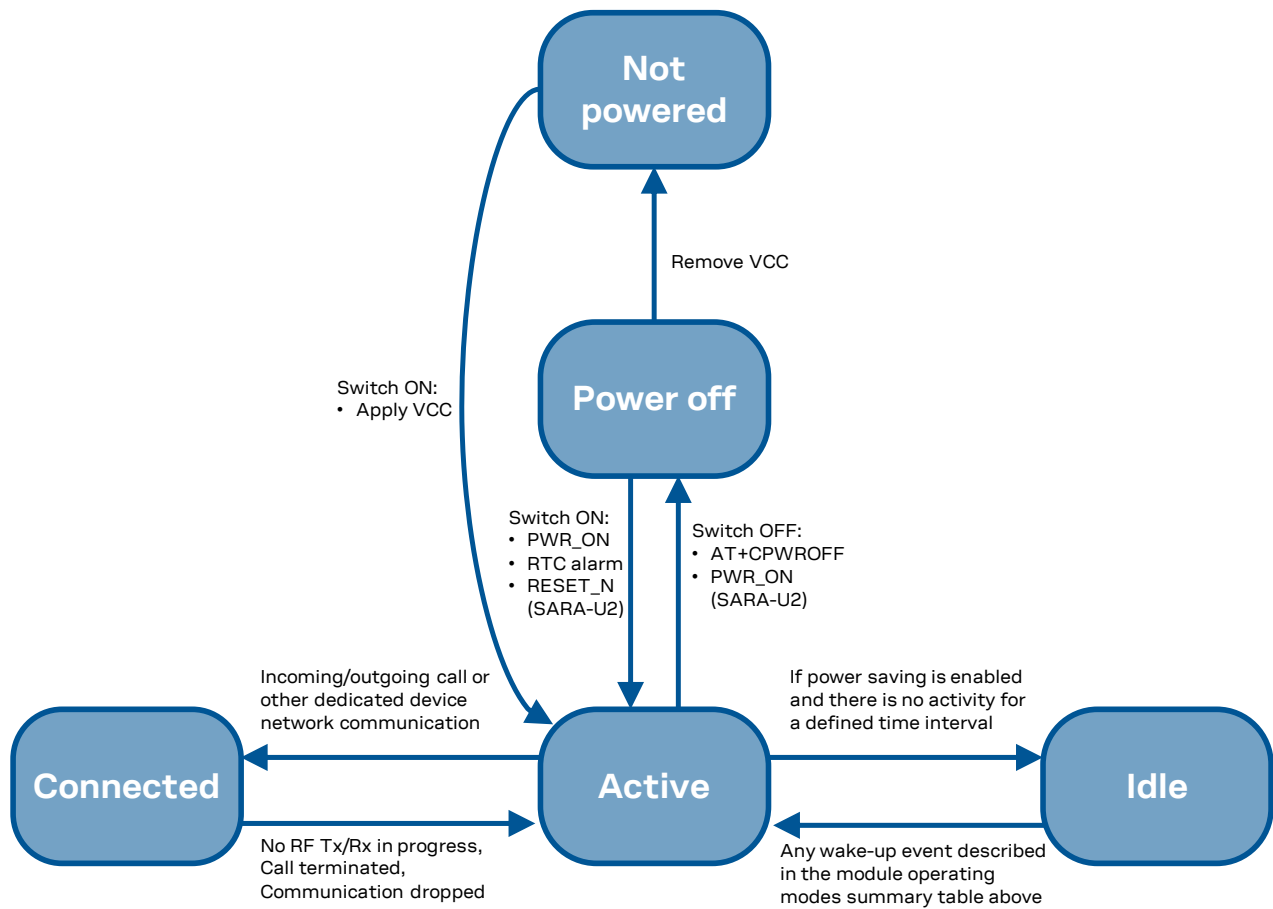 Not
powered
Remove VCC
Switch ON:
• Apply VCC
Power off
Switch ON:
• PWR_ON
• RTC alarm
• RESET_N
(SARA-U2)
Switch OFF:
• AT+CPWROFF
• PWR_ON
(SARA-U2)
Incoming/outgoing call or
other dedicated device
network communication
If power saving is enabled
and there is no activity for
a defined time interval
Connected
Active
Idle
No RF Tx/Rx in progress,
Call terminated,
Communication dropped
Any wake-up event described
in the module operating
modes summary table above